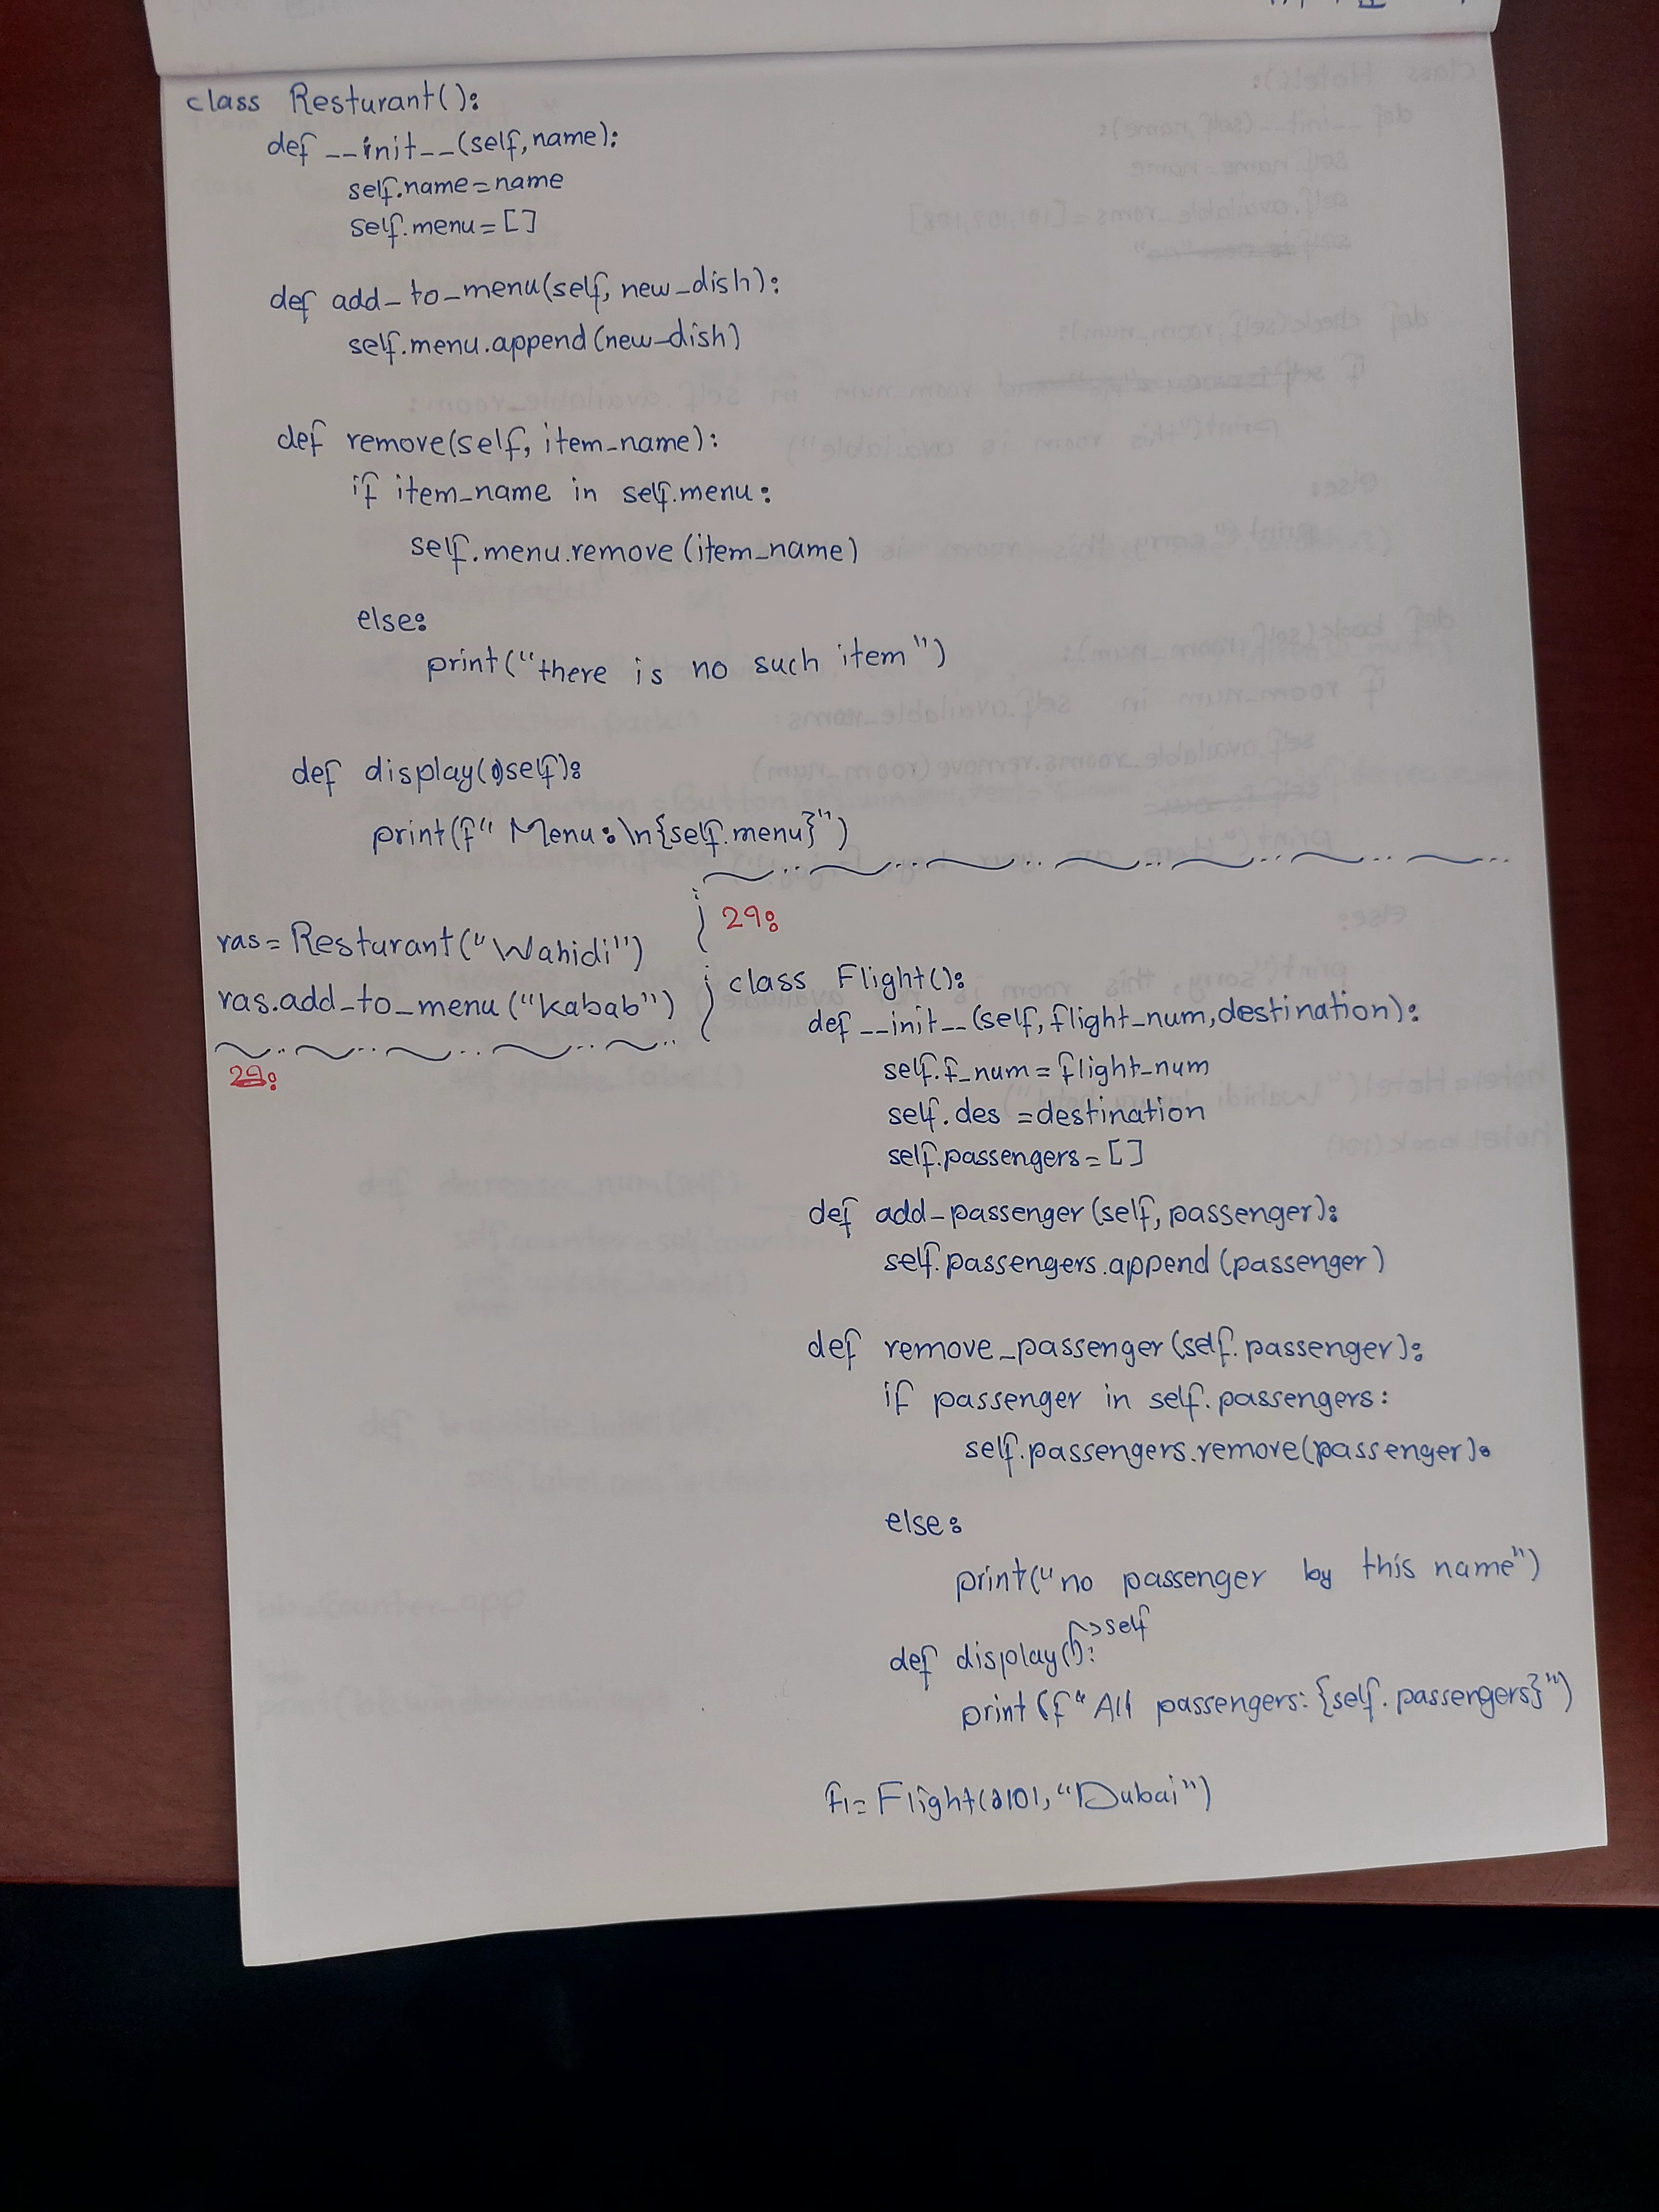 class Resturant():
def __init__(self,name):
self.name=name
self.menu=[]
def add_to_menu(self, new_dish):
self.menu.append(new_dish)
def remove(self, item_name):
if item_name in self.menu:
self.menu.remove(item_name)
else:
print("there is no such item")
def display(self):
print(f" Menu:\n{self.menu}")
ras=Resturant("Wahidi")
ras.add_to_menu("Kabab")
29:
29:
class Flight():
def __init__(self,flight_num,destination):
self.f_num=flight_num
self.des =destination
self.passengers=[]
def add_passenger(self,passenger):
self.passengers.append(passenger)
def remove_passenger(self.passenger):
if passenger in self.passengers:
self.passengers.remove(passenger):
else:
print("no passenger by this name")
self
def display():
print(f"All passengers:{self.passengers}")
f1=Flight( "Dubai")